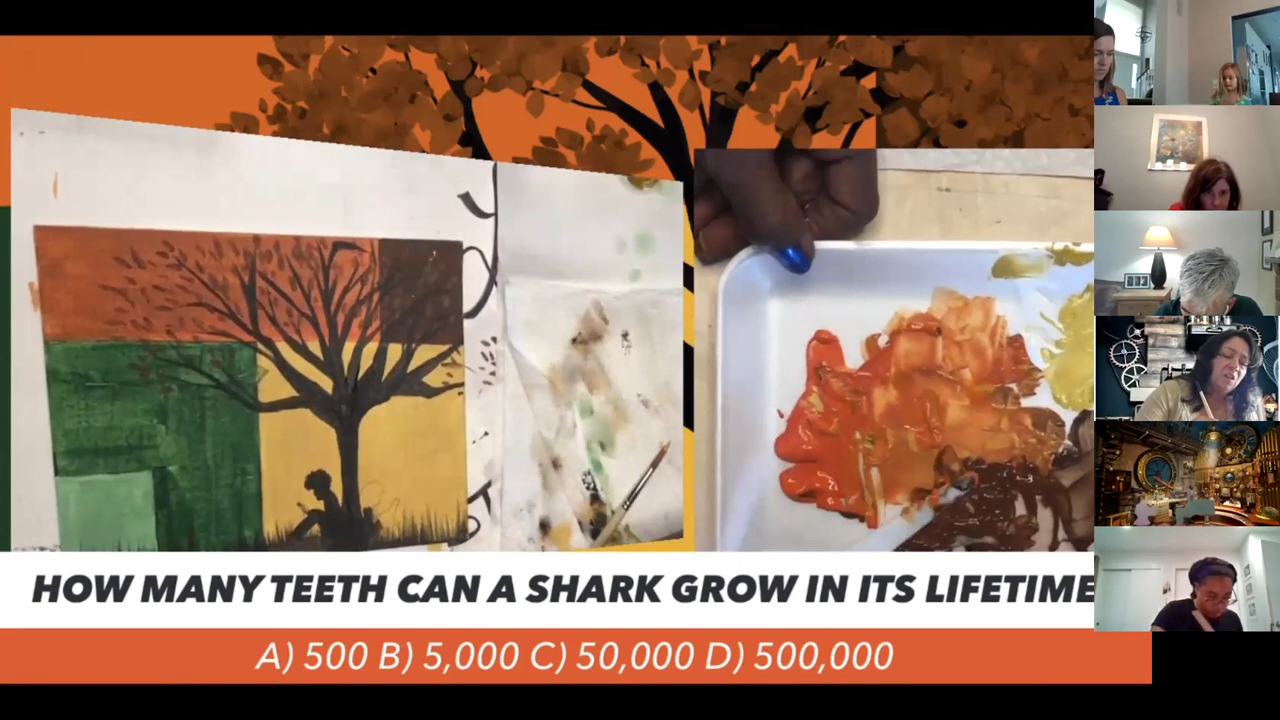 HOW MANY TEETH CAN A SHARK GROW IN ITS LIFETIME
A) 500 B) 5,000 C) 50,000 D) 500,000